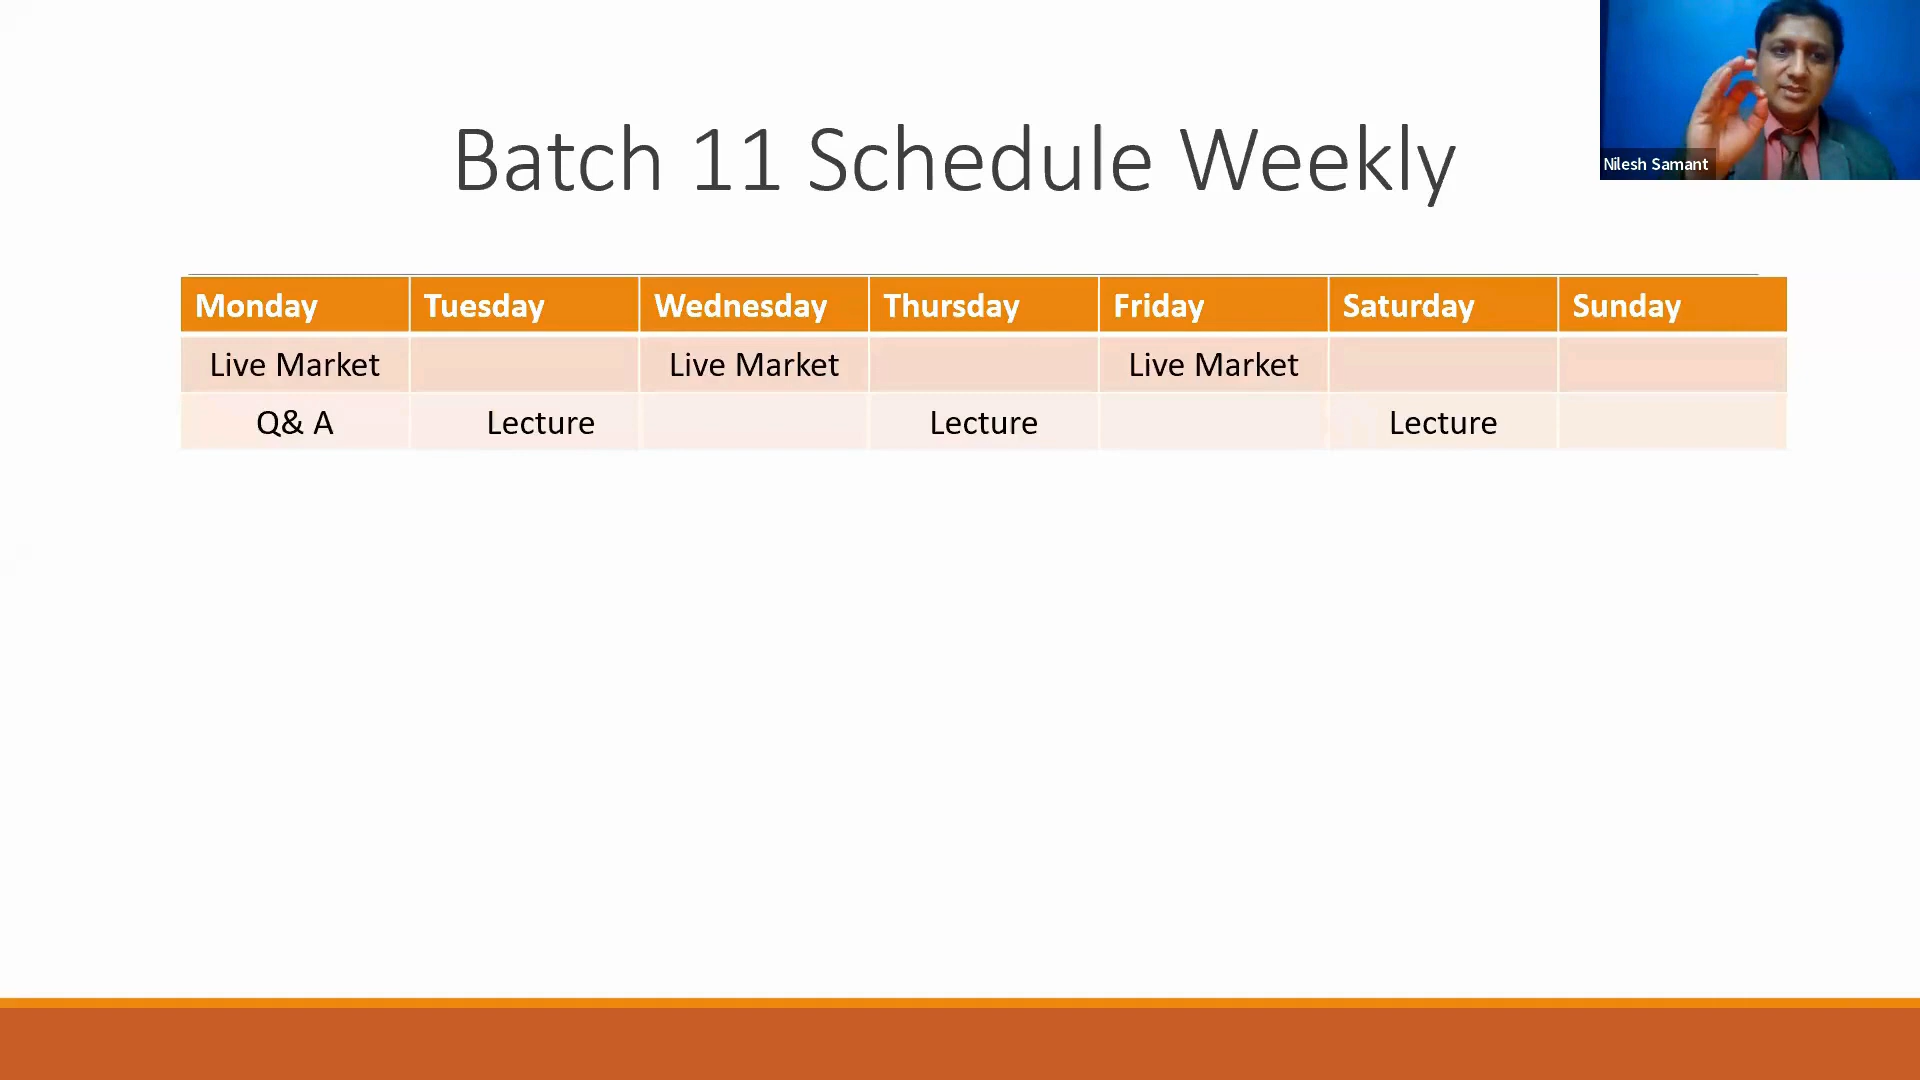 Nilesh Samant
Batch 11 Schedule Weekly
Monday Tuesday Wednesday Thursday Friday Saturday Sunday
Live Market Live Market Live Market
Q& A Lecture Lecture Lecture